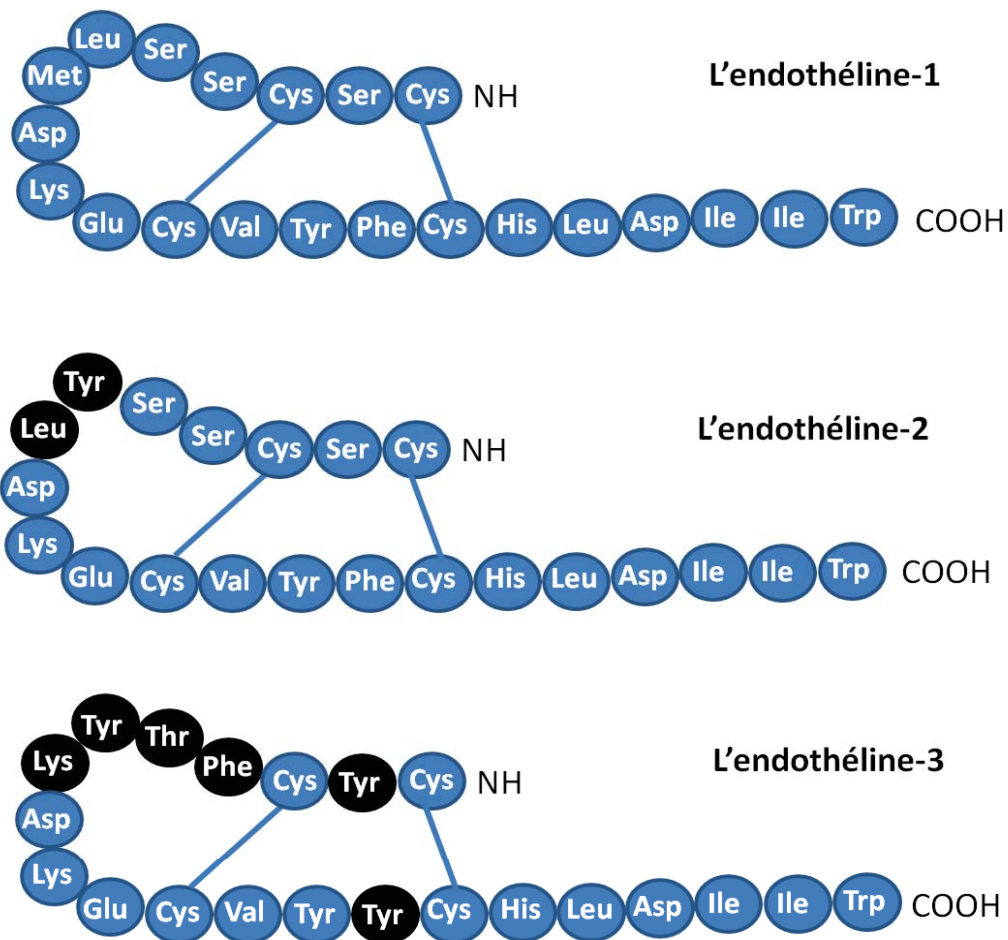 L'endothéline-1
Leu Ser
Met Ser Cys Ser Cys NH
Asp
Lys
Glu Cys Val Tyr Phe Cys His Leu Asp Ile Ile Trp COOH
L'endothéline-2
Tyr
Leu Ser Ser Cys Ser Cys NH
Asp
Lys
Glu Cys Val Tyr Phe Cys His Leu Asp Ile Ile Trp COOH
L'endothéline-3
Tyr Thr
Lys Phe Cys Tyr Cys NH
Asp
Lys
Glu Cys Val Tyr Tyr Cys His Leu Asp Ile Ile Trp COOH